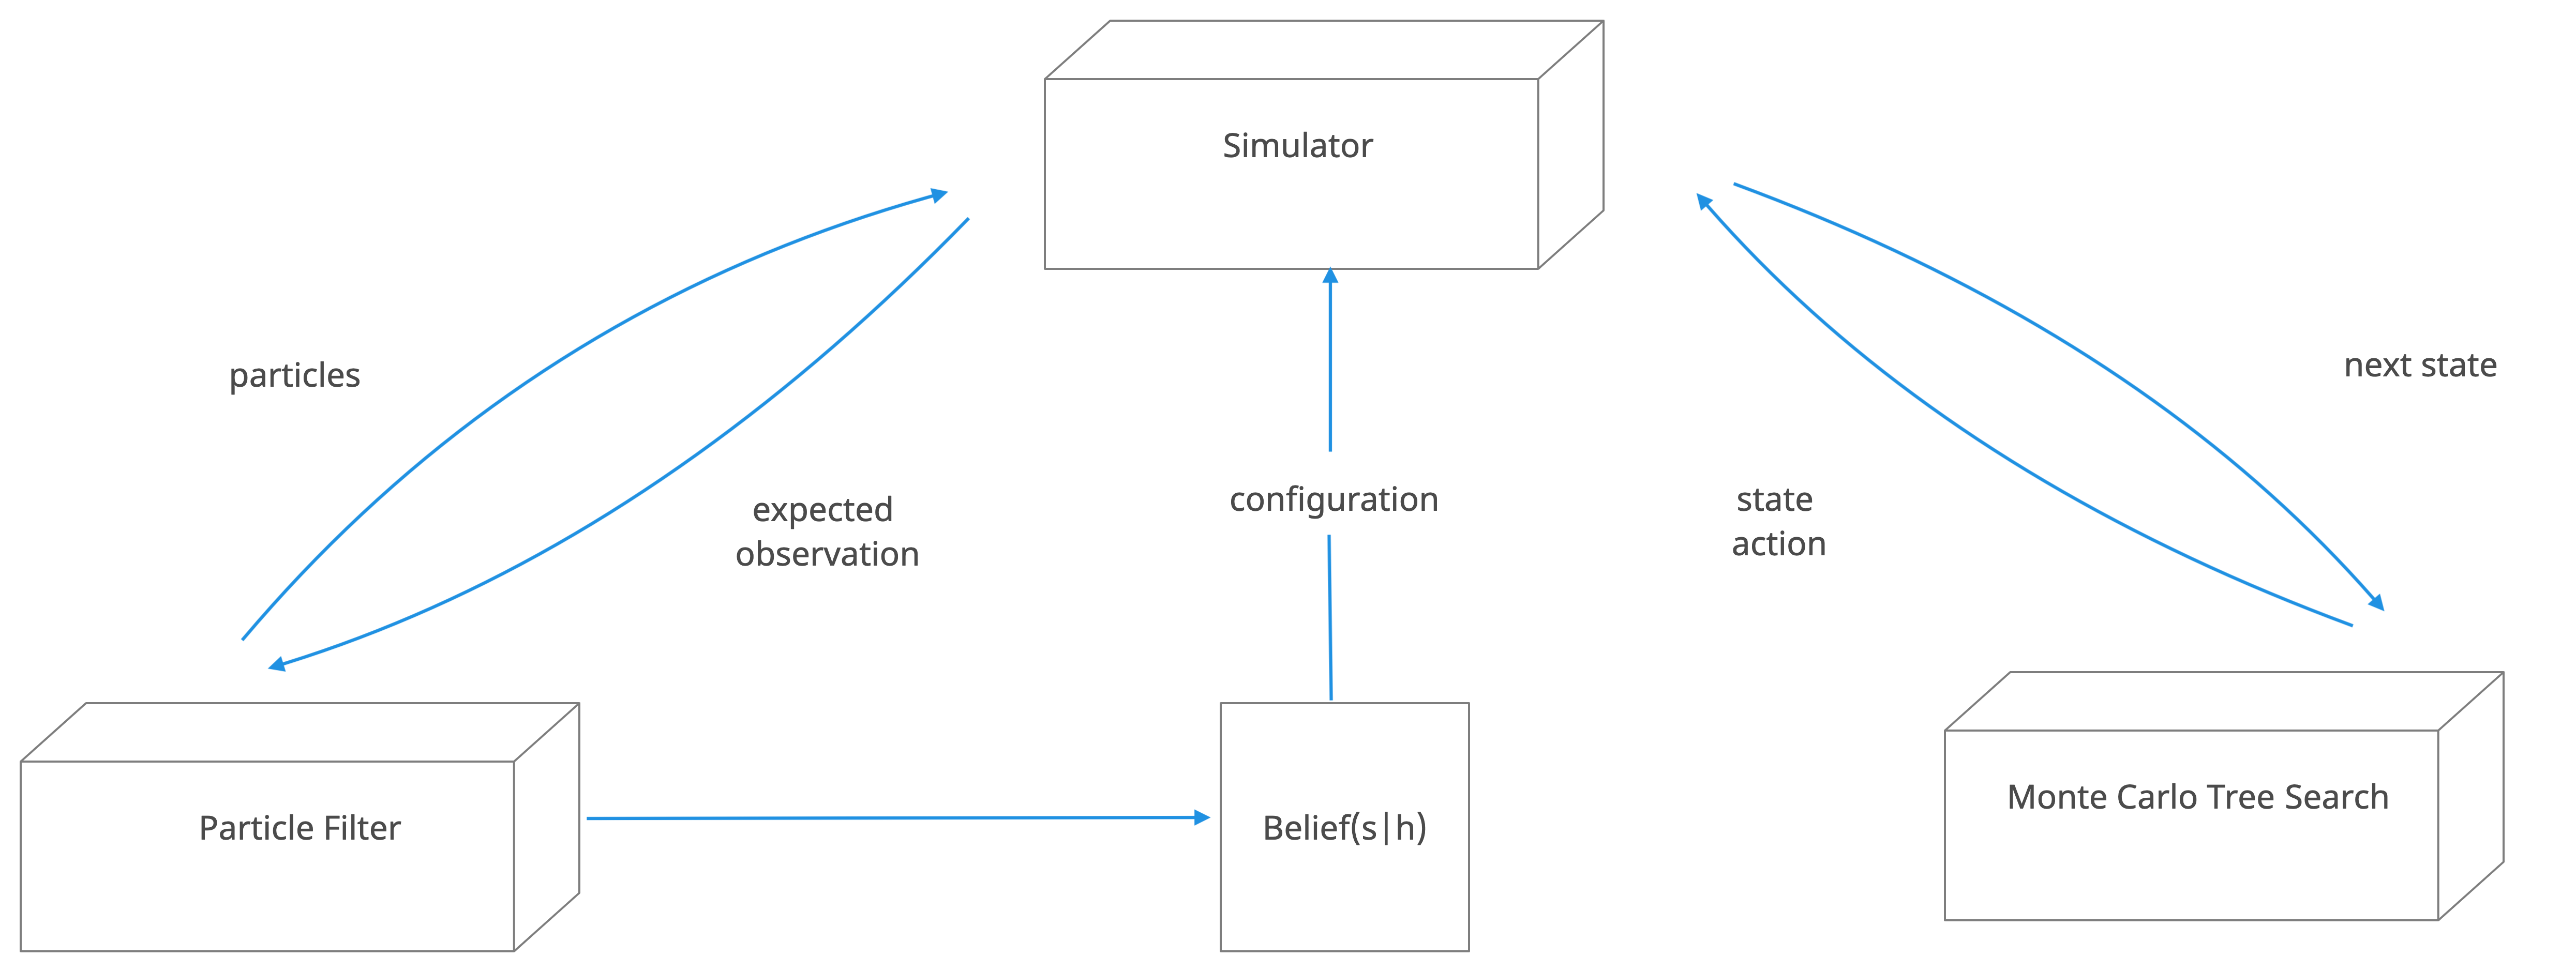 Simulator
particles
next state
expected
observation
configuration
state
action
Particle Filter
Belief(s|h)
Monte Carlo Tree Search